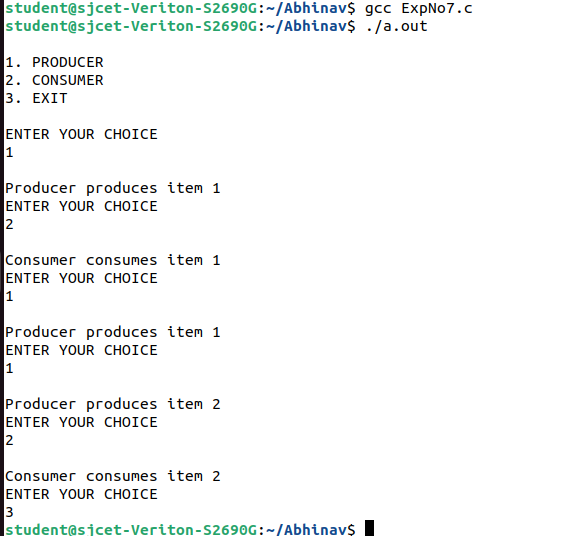 student@sjcet-Veriton-S2690G:~/Abhinav$ gcc ExpNo7.c
student@sjcet-Veriton-S2690G:~/Abhinav$ ./a.out
1. PRODUCER
2. CONSUMER
3. EXIT
ENTER YOUR CHOICE
1
Producer produces item 1
ENTER YOUR CHOICE
2
Consumer consumes item 1
ENTER YOUR CHOICE
1
Producer produces item 1
ENTER YOUR CHOICE
1
Producer produces item 2
ENTER YOUR CHOICE
2
Consumer consumes item 2
ENTER YOUR CHOICE
3
student@sjcet-Veriton-S2690G:~/Abhinav$